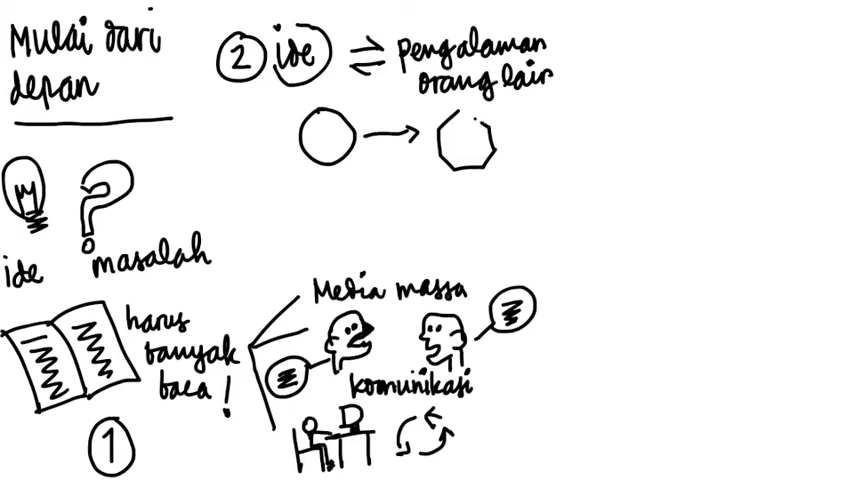 Mulai dari
depan
ide
masalah
harus
banyak
baca!
1
Media massa
komunikasi
2 ide ⇌ pengalaman
orang lain